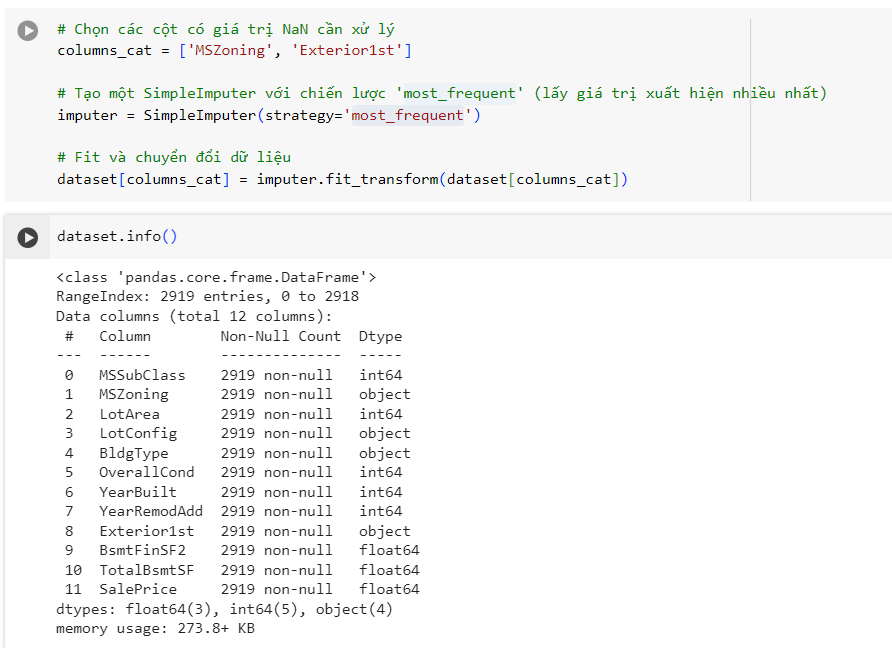 # Chọn các cột có giá trị NaN cần xử lý
columns_cat = ['MSZoning', 'Exterior1st']
# Tạo một SimpleImputer với chiến lược 'most_frequent' (lấy giá trị xuất hiện nhiều nhất)
imputer = SimpleImputer(strategy='most_frequent')
# Fit và chuyển đổi dữ liệu
dataset[columns_cat] = imputer.fit_transform(dataset[columns_cat])
dataset.info()
<class 'pandas.core.frame.DataFrame'>
RangeIndex: 2919 entries, 0 to 2918
Data columns (total 12 columns):
 #   Column        Non-Null Count  Dtype
---  ------        --------------  -----
 0   MSSubClass    2919 non-null   int64
 1   MSZoning      2919 non-null   object
 2   LotArea       2919 non-null   int64
 3   LotConfig     2919 non-null   object
 4   BldgType      2919 non-null   object
 5   OverallCond   2919 non-null   int64
 6   YearBuilt     2919 non-null   int64
 7   YearRemodAdd  2919 non-null   int64
 8   Exterior1st   2919 non-null   object
 9   BsmtFinSF2    2919 non-null   float64
 10  TotalBsmtSF   2919 non-null   float64
 11  SalePrice     2919 non-null   float64
dtypes: float64(3), int64(5), object(4)
memory usage: 273.8+ KB